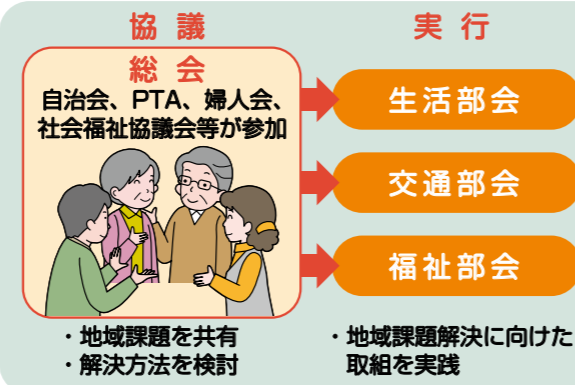 協議
総会
自治会、PTA、婦人会、
社会福祉協議会等が参加
・地域課題を共有
・解決方法を検討
実行
生活部会
交通部会
福祉部会
・地域課題解決に向けた
取組を実践